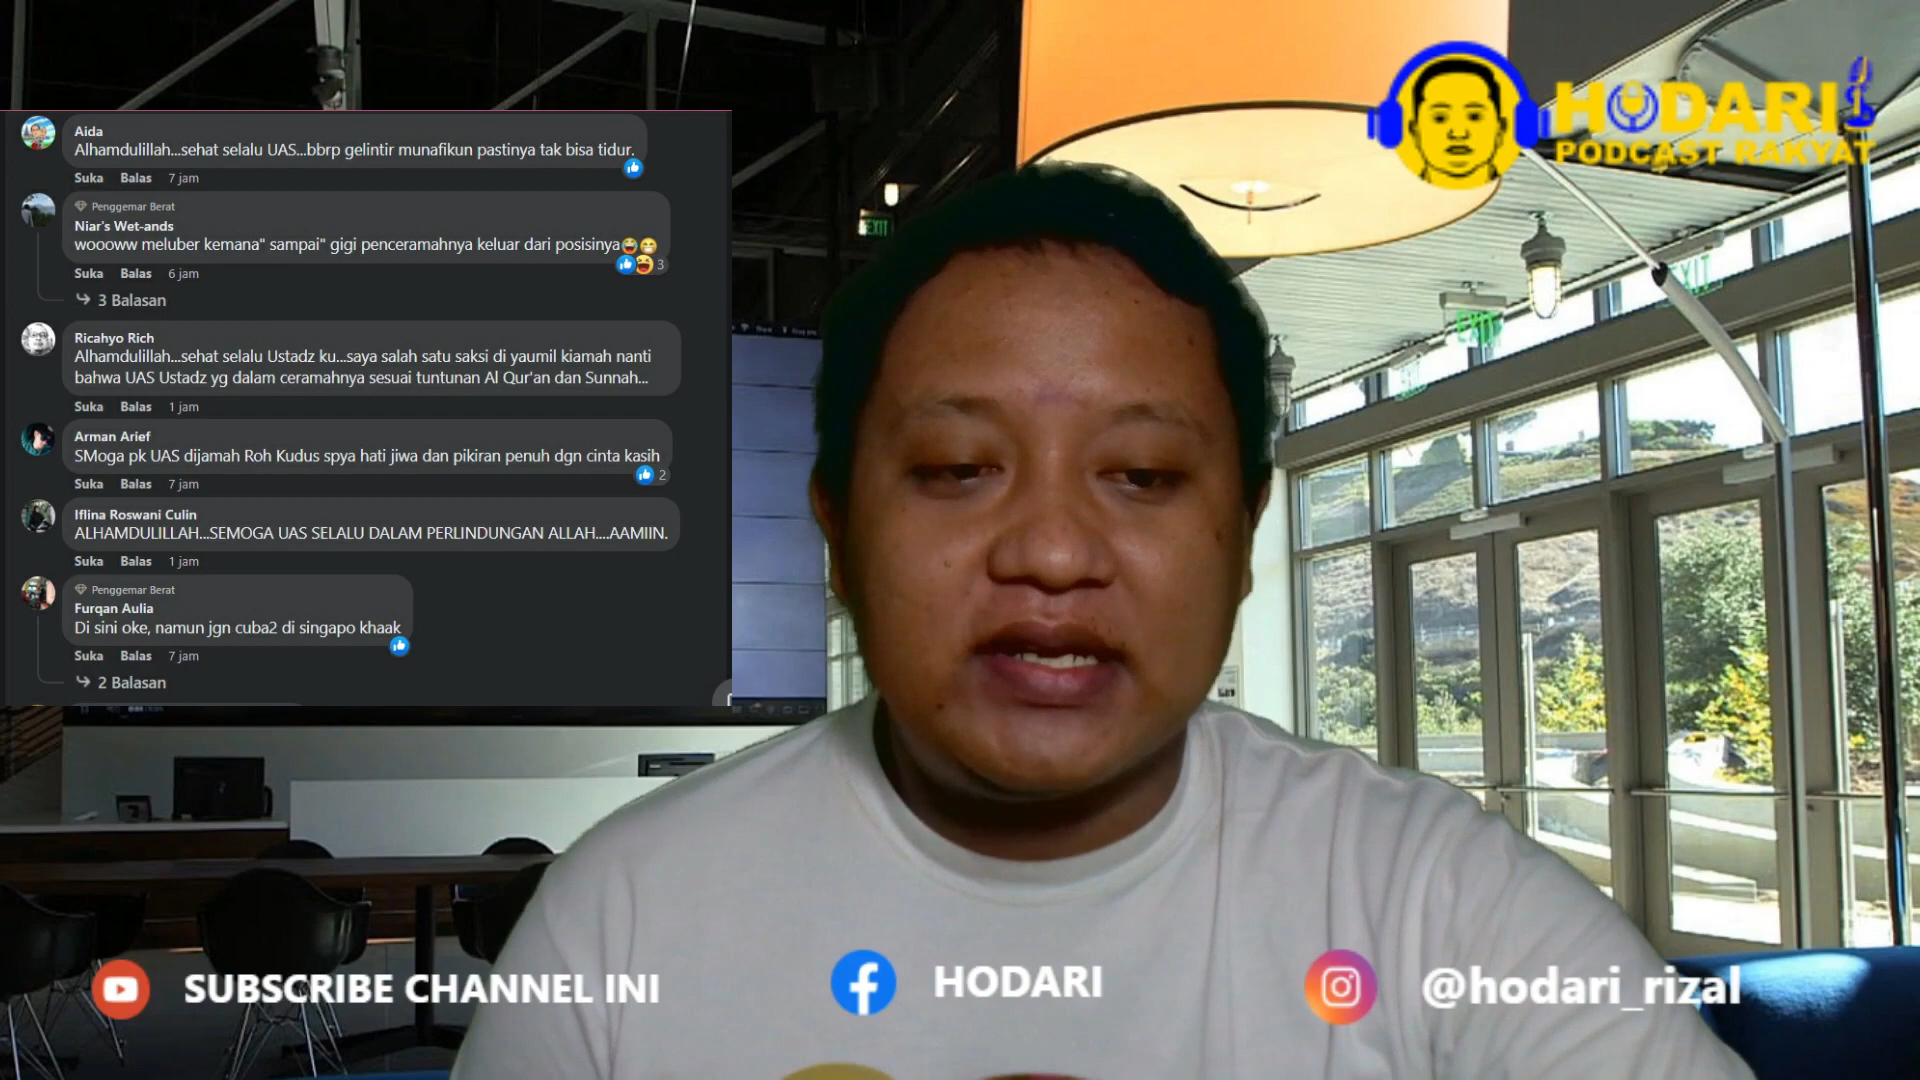 Aida
Alhamdulillah...sehat selalu UAS...bbrp gelintir munafikun pastinya tak bisa tidur.
Suka Balas 7 jam
Penggemar Berat
Niar's Wet-ands
woooww meluber kemana" sampai" gigi penceramahnya keluar dari posisinya😂😁
3
Suka Balas 6 jam
3 Balasan
Ricahyo Rich
Alhamdulillah...sehat selalu Ustadz ku...saya salah satu saksi di yaumil kiamah nanti
bahwa UAS Ustadz yg dalam ceramahnya sesuai tuntunan Al Qur'an dan Sunnah...
Suka Balas 1 jam
Arman Arief
SMoga pk UAS dijamah Roh Kudus spya hati jiwa dan pikiran penuh dgn cinta kasih
2
Suka Balas 7 jam
Iflina Roswani Culin
ALHAMDULILLAH...SEMOGA UAS SELALU DALAM PERLINDUNGAN ALLAH....AAMIIN.
Suka Balas 1 jam
Penggemar Berat
Furqan Aulia
Di sini oke, namun jgn cuba2 di singapo khaak
Suka Balas 7 jam
2 Balasan
HODARI
PODCAST RAKYAT
EXIT
EXIT
EXIT
SUBSCRIBE CHANNEL INI
HODARI
@hodari_rizal